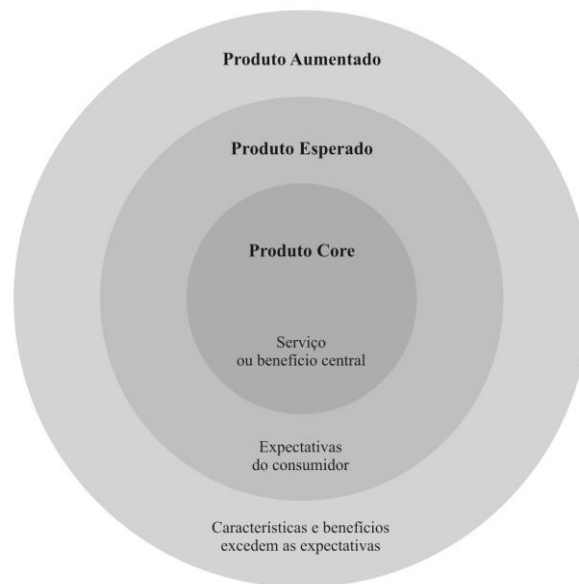 Produto Aumentado
Produto Esperado
Produto Core
Serviço
ou benefício central
Expectativas
do consumidor
Características e benefícios
excedem as expectativas